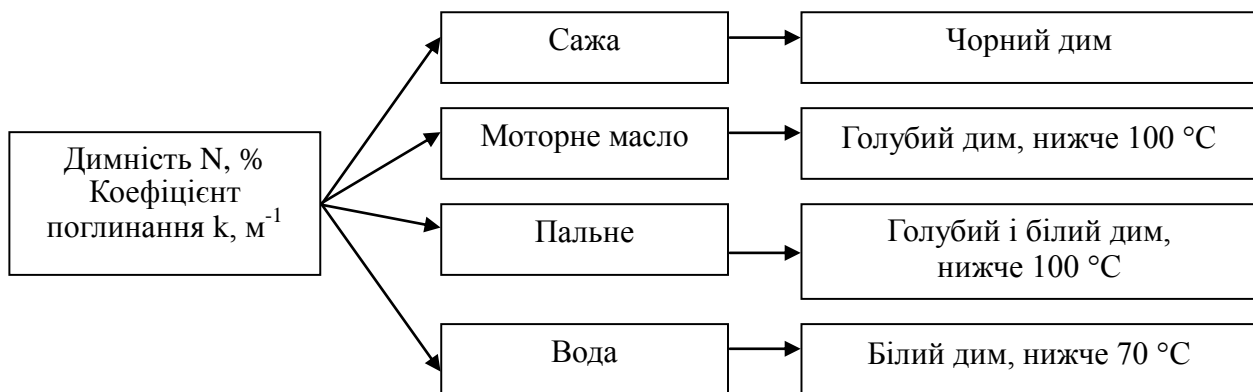 Сажа
Чорний дим
Моторне масло
Голубий дим, нижче 100 °С
Димність N, %
Коефіцієнт
поглинання k, м⁻¹
Пальне
Голубий і білий дим,
нижче 100 °С
Вода
Білий дим, нижче 70 °С